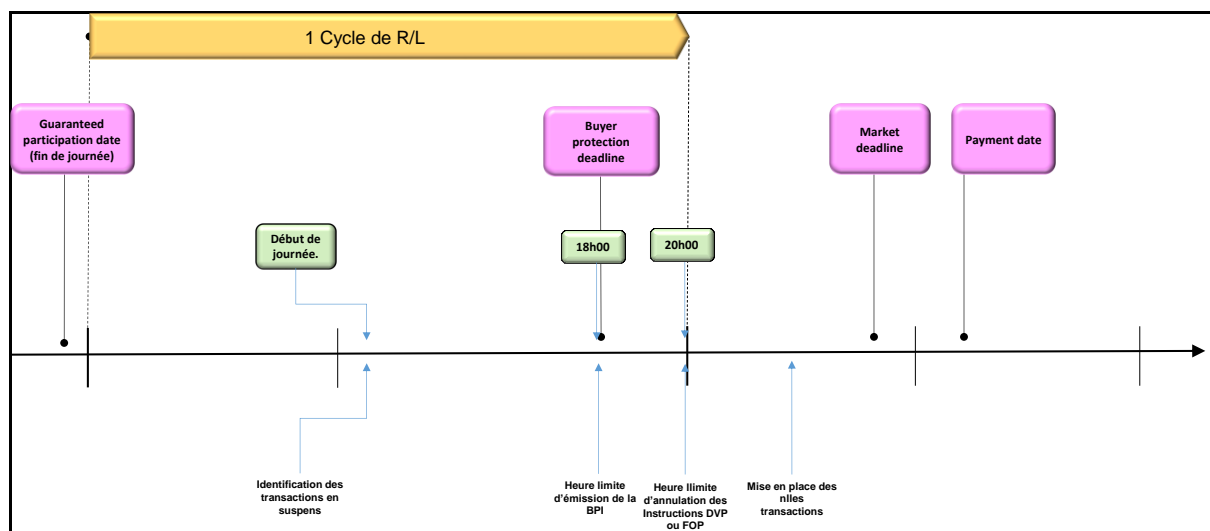 1 Cycle de R/L
Guaranteed
participation date
(fin de journée)
Buyer
protection
deadline
Market
deadline
Payment date
Début de
journée.
18h00
20h00
Identification des
transactions en
suspens
Heure limite
d'émission de la
BPI
Heure Llimite
d'annulation des
Instructions DVP
ou FOP
Mise en place des
nlles
transactions